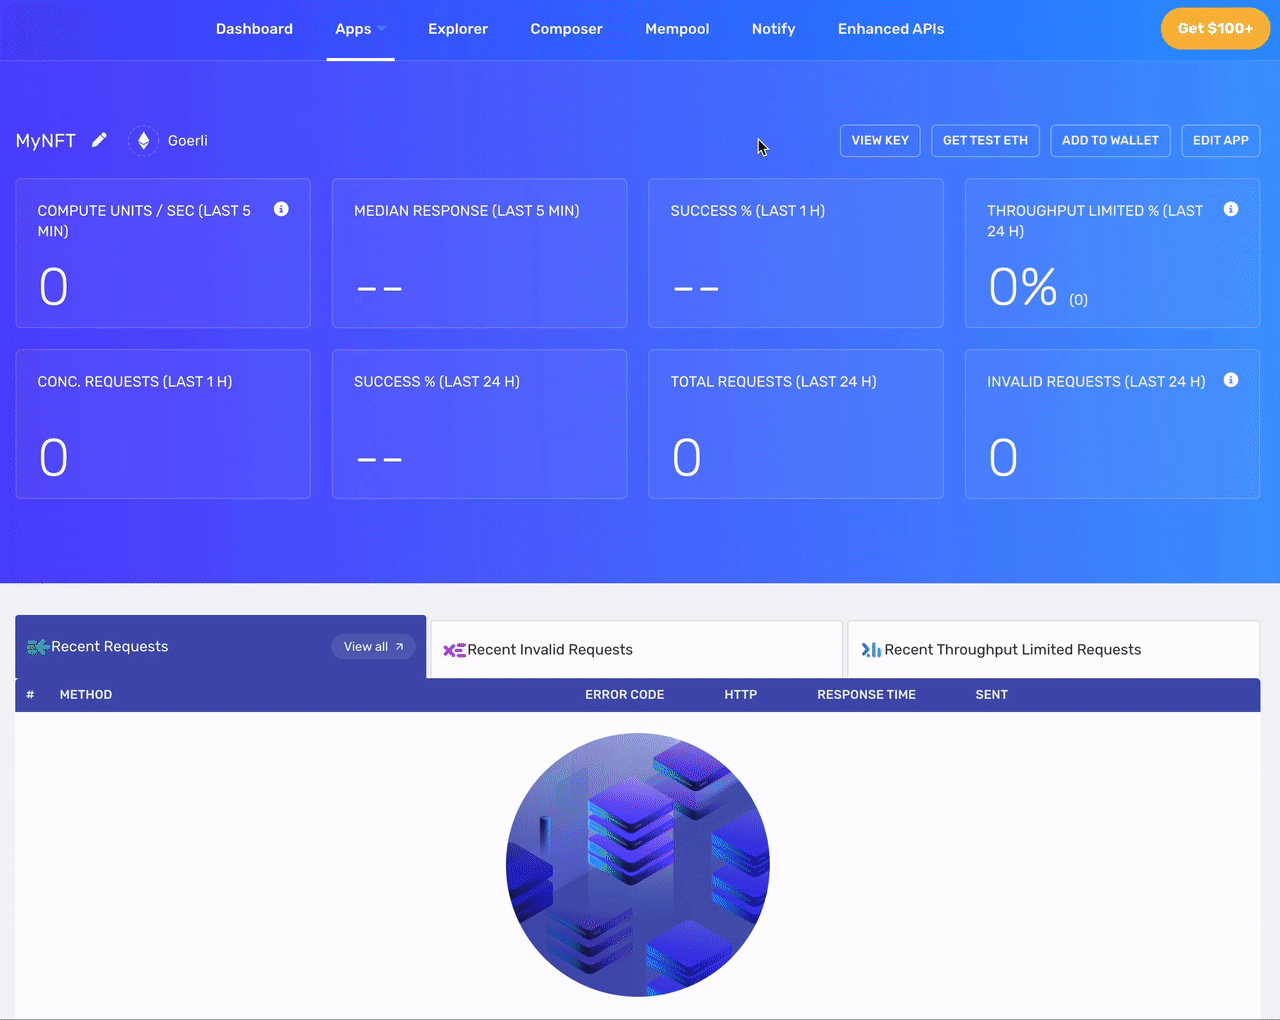 Dashboard
Apps
Explorer
Composer
Mempool
Notify
Enhanced APIs
Get $100+
MyNFT
Goerli
VIEW KEY
GET TEST ETH
ADD TO WALLET
EDIT APP
COMPUTE UNITS / SEC (LAST 5
MIN)
0
MEDIAN RESPONSE (LAST 5 MIN)
--
SUCCESS % (LAST 1 H)
--
THROUGHPUT LIMITED % (LAST
24 H)
0% (0)
CONC. REQUESTS (LAST 1 H)
0
SUCCESS % (LAST 24 H)
--
TOTAL REQUESTS (LAST 24 H)
0
INVALID REQUESTS (LAST 24 H)
0
Recent Requests
View all
Recent Invalid Requests
Recent Throughput Limited Requests
# METHOD ERROR CODE HTTP RESPONSE TIME SENT